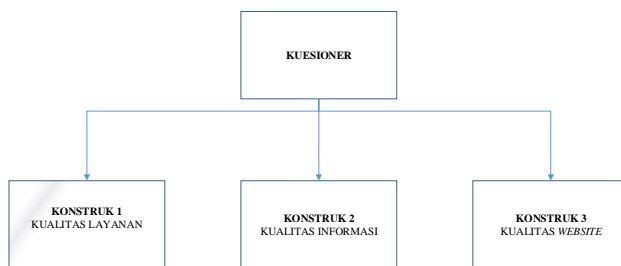 KUESIONER
KONSTRUK 1
KUALITAS LAYANAN
KONSTRUK 2
KUALITAS INFORMASI
KONSTRUK 3
KUALITAS WEBSITE